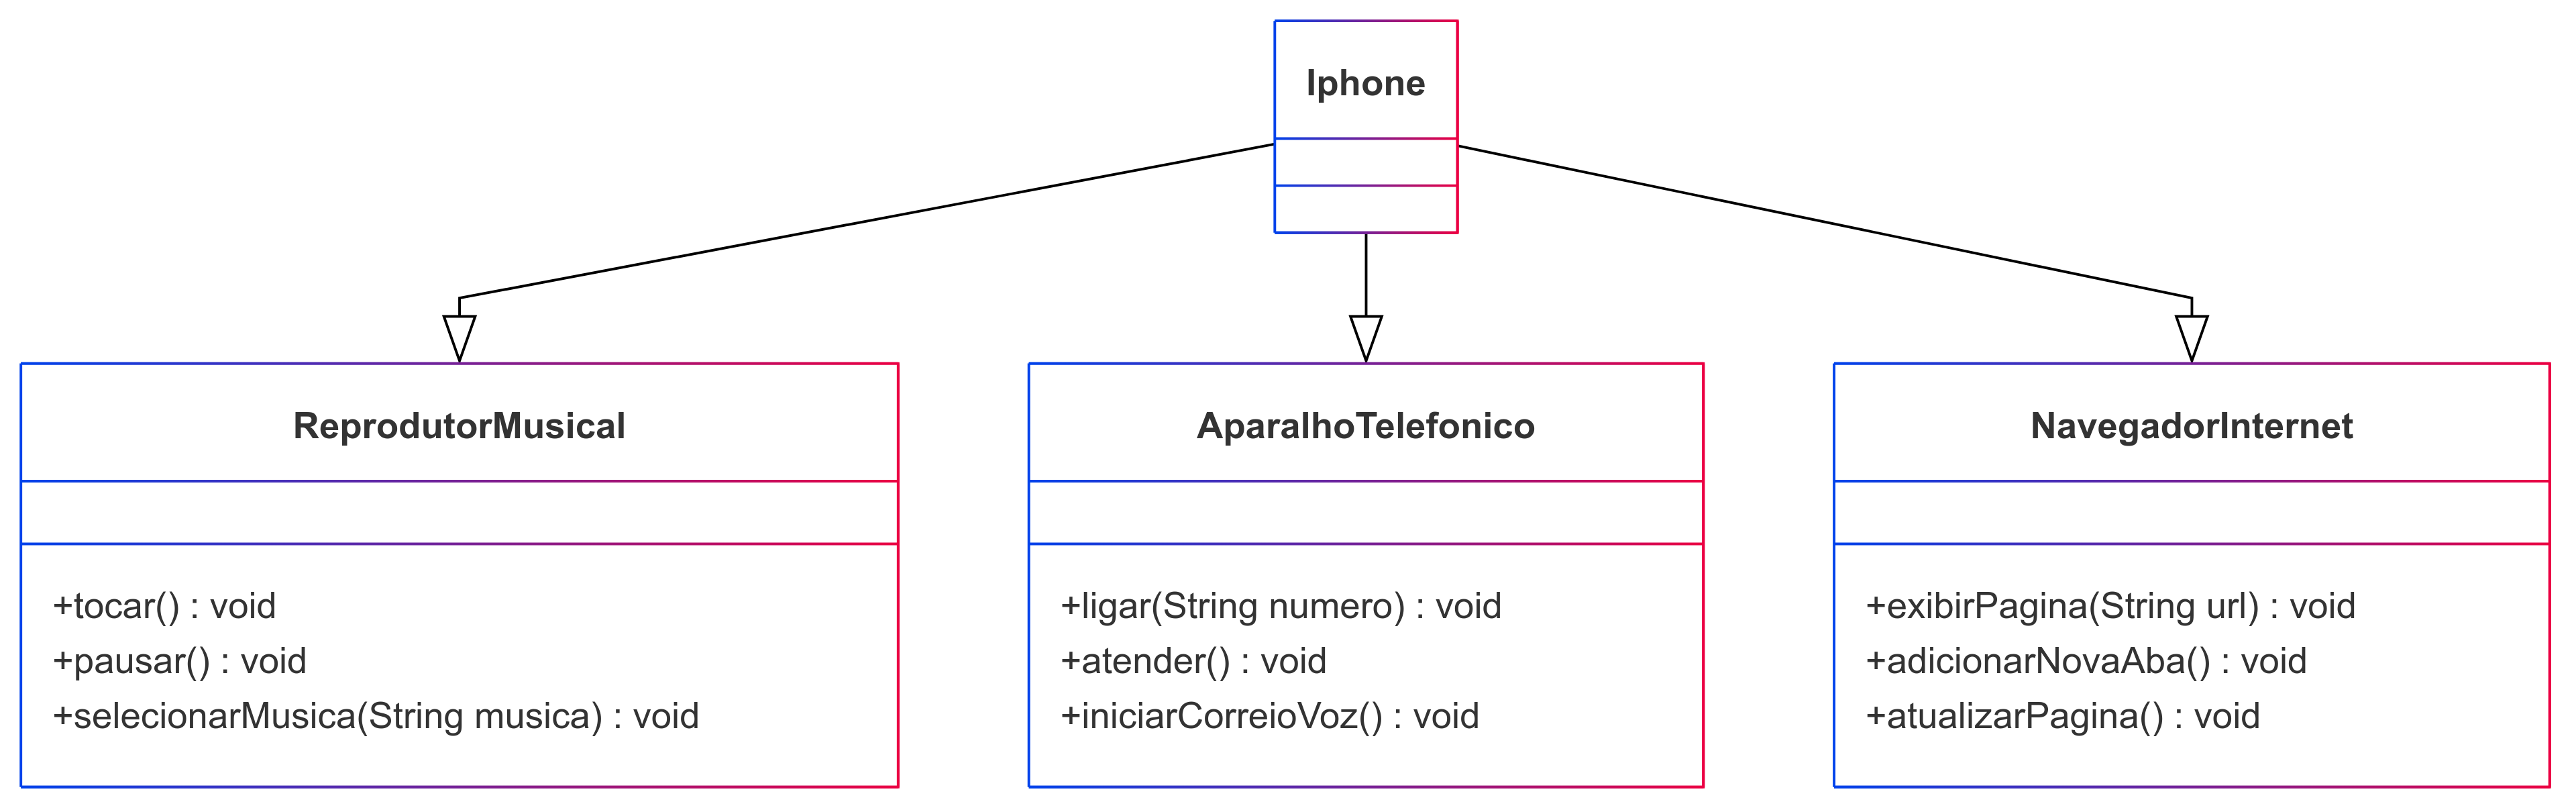 Iphone
ReprodutorMusical
+tocar() : void
+pausar() : void
+selecionarMusica(String musica) : void
AparalhoTelefonico
+ligar(String numero) : void
+atender() : void
+iniciarCorreioVoz() : void
NavegadorInternet
+exibirPagina(String url) : void
+adicionarNovaAba() : void
+atualizarPagina() : void